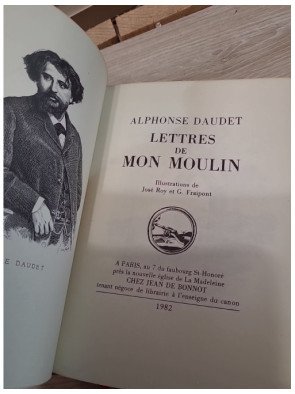 E DAUDET
ALPHONSE DAUDET
LETTRES
DE
MON MOULIN
Illustrations de
José Roy et G. Fraipont
A PARIS, au 7 du faubourg St-Honoré
près la nouvelle église de La Madeleine
CHEZ JEAN DE BONNOT
tenant négoce de librairie à l'enseigne du canon
1982